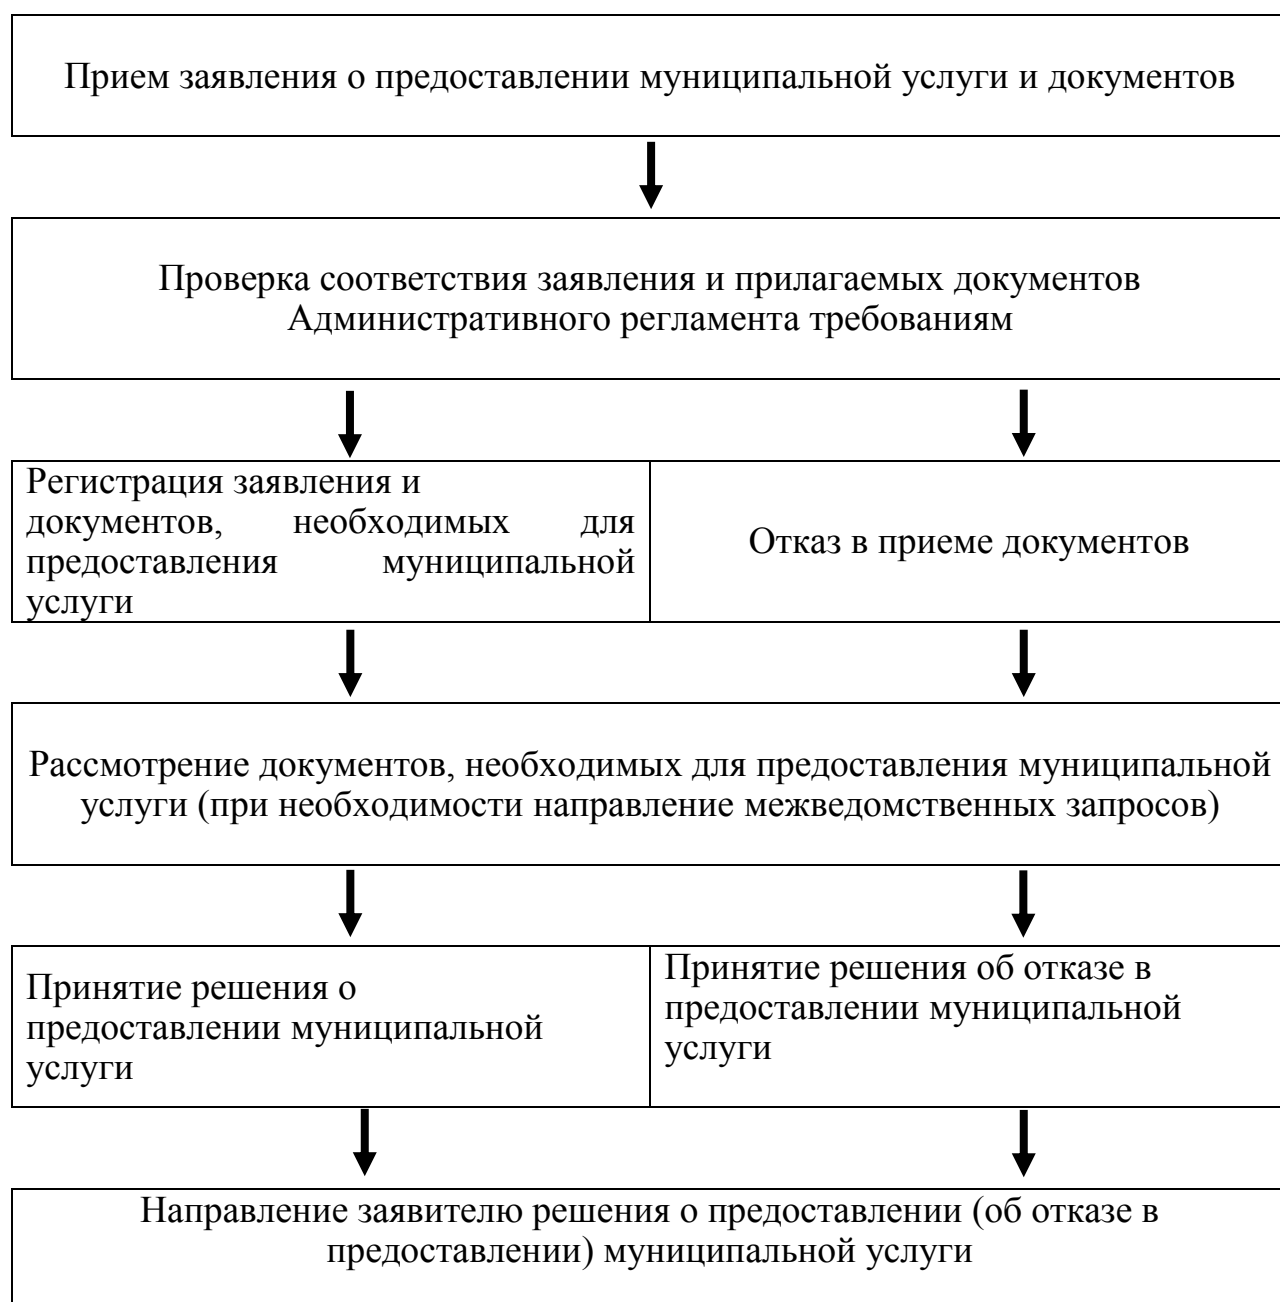 Прием заявления о предоставлении муниципальной услуги и документов
Проверка соответствия заявления и прилагаемых документов
Административного регламента требованиям
Регистрация заявления и
документов, необходимых для
предоставления муниципальной
услуги
Отказ в приеме документов
Рассмотрение документов, необходимых для предоставления муниципальной
услуги (при необходимости направление межведомственных запросов)
Принятие решения о
предоставлении муниципальной
услуги
Принятие решения об отказе в
предоставлении муниципальной
услуги
Направление заявителю решения о предоставлении (об отказе в
предоставлении) муниципальной услуги